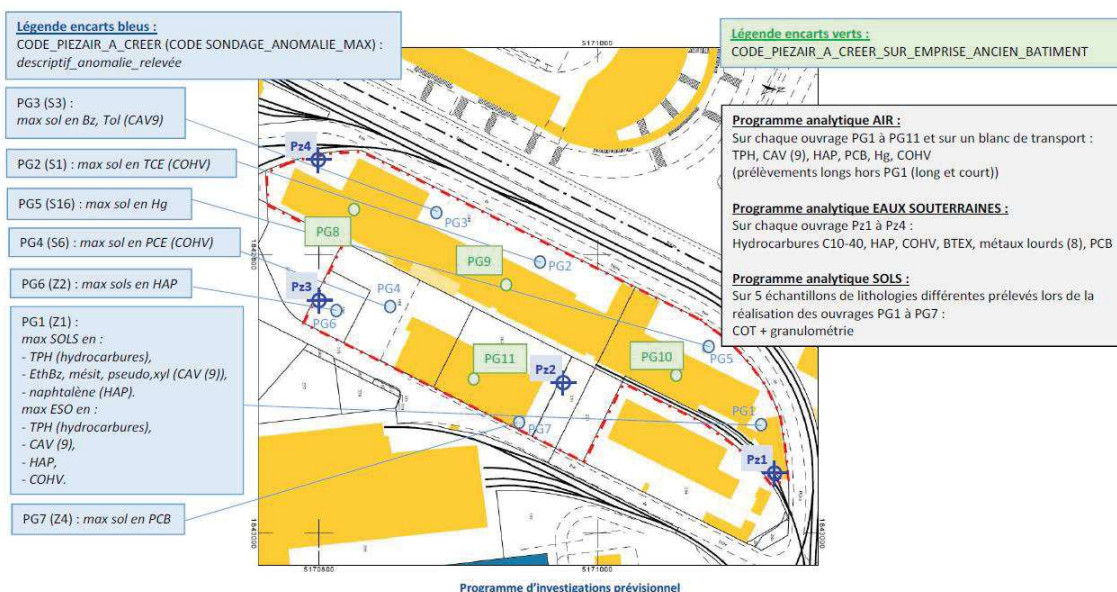 Légende encarts bleus :
CODE_PIEZAIR_A_CREER (CODE SONDAGE_ANOMALIE_MAX) :
descriptif_anomalie_relevée
PG3 (S3) :
max sol en Bz, Tol (CAV9)
PG2 (S1) : max sol en TCE (COHV)
PG5 (S16) : max sol en Hg
PG4 (S6) : max sol en PCE (COHV)
PG6 (Z2) : max sols en HAP
PG1 (Z1) :
max SOLS en :
- TPH (hydrocarbures),
- EthBz, mésit, pseudo,xyl (CAV (9)),
- naphtalène (HAP).
max ESO en :
- TPH (hydrocarbures),
- CAV (9),
- HAP,
- COHV.
PG7 (Z4) : max sol en PCB
5171000
Pz4
PG3
PG8
PG2
PG9
Pz3
PG4
PG6
PG5
PG11
Pz2
PG10
PG1
PG7
Pz1
1843000
5170800
5171000
1843000
Légende encarts verts :
CODE_PIEZAIR_A_CREER_SUR_EMPRISE_ANCIEN_BATIMENT
Programme analytique AIR :
Sur chaque ouvrage PG1 à PG11 et sur un blanc de transport :
TPH, CAV (9), HAP, PCB, Hg, COHV
(prélèvements longs hors PG1 (long et court))
Programme analytique EAUX SOUTERRAINES :
Sur chaque ouvrage Pz1 à Pz4 :
Hydrocarbures C10-40, HAP, COHV, BTEX, métaux lourds (8), PCB
Programme analytique SOLS :
Sur 5 échantillons de lithologies différentes prélevés lors de la
réalisation des ouvrages PG1 à PG7 :
COT + granulométrie
Programme d'investigations prévisionnel